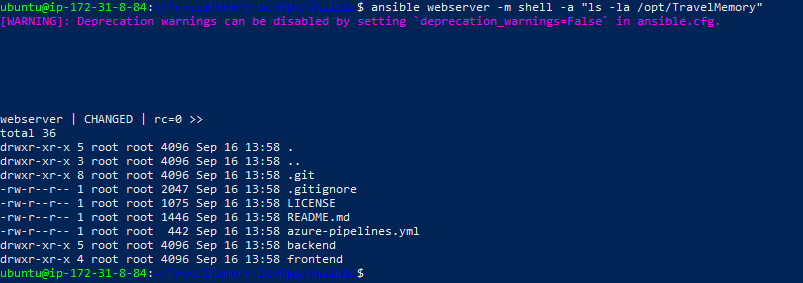 ubuntu@ip-172-31-8-84:~/TravelMemory-DevOps/ansible$ ansible webserver -m shell -a "ls -la /opt/TravelMemory"
[WARNING]: Deprecation warnings can be disabled by setting `deprecation_warnings=False` in ansible.cfg.
webserver | CHANGED | rc=0 >>
total 36
drwxr-xr-x 5 root root 4096 Sep 16 13:58 .
drwxr-xr-x 3 root root 4096 Sep 16 13:58 ..
drwxr-xr-x 8 root root 4096 Sep 16 13:58 .git
-rw-r--r-- 1 root root 2047 Sep 16 13:58 .gitignore
-rw-r--r-- 1 root root 1075 Sep 16 13:58 LICENSE
-rw-r--r-- 1 root root 1446 Sep 16 13:58 README.md
-rw-r--r-- 1 root root  442 Sep 16 13:58 azure-pipelines.yml
drwxr-xr-x 5 root root 4096 Sep 16 13:58 backend
drwxr-xr-x 4 root root 4096 Sep 16 13:58 frontend
ubuntu@ip-172-31-8-84:~/TravelMemory-DevOps/ansible$